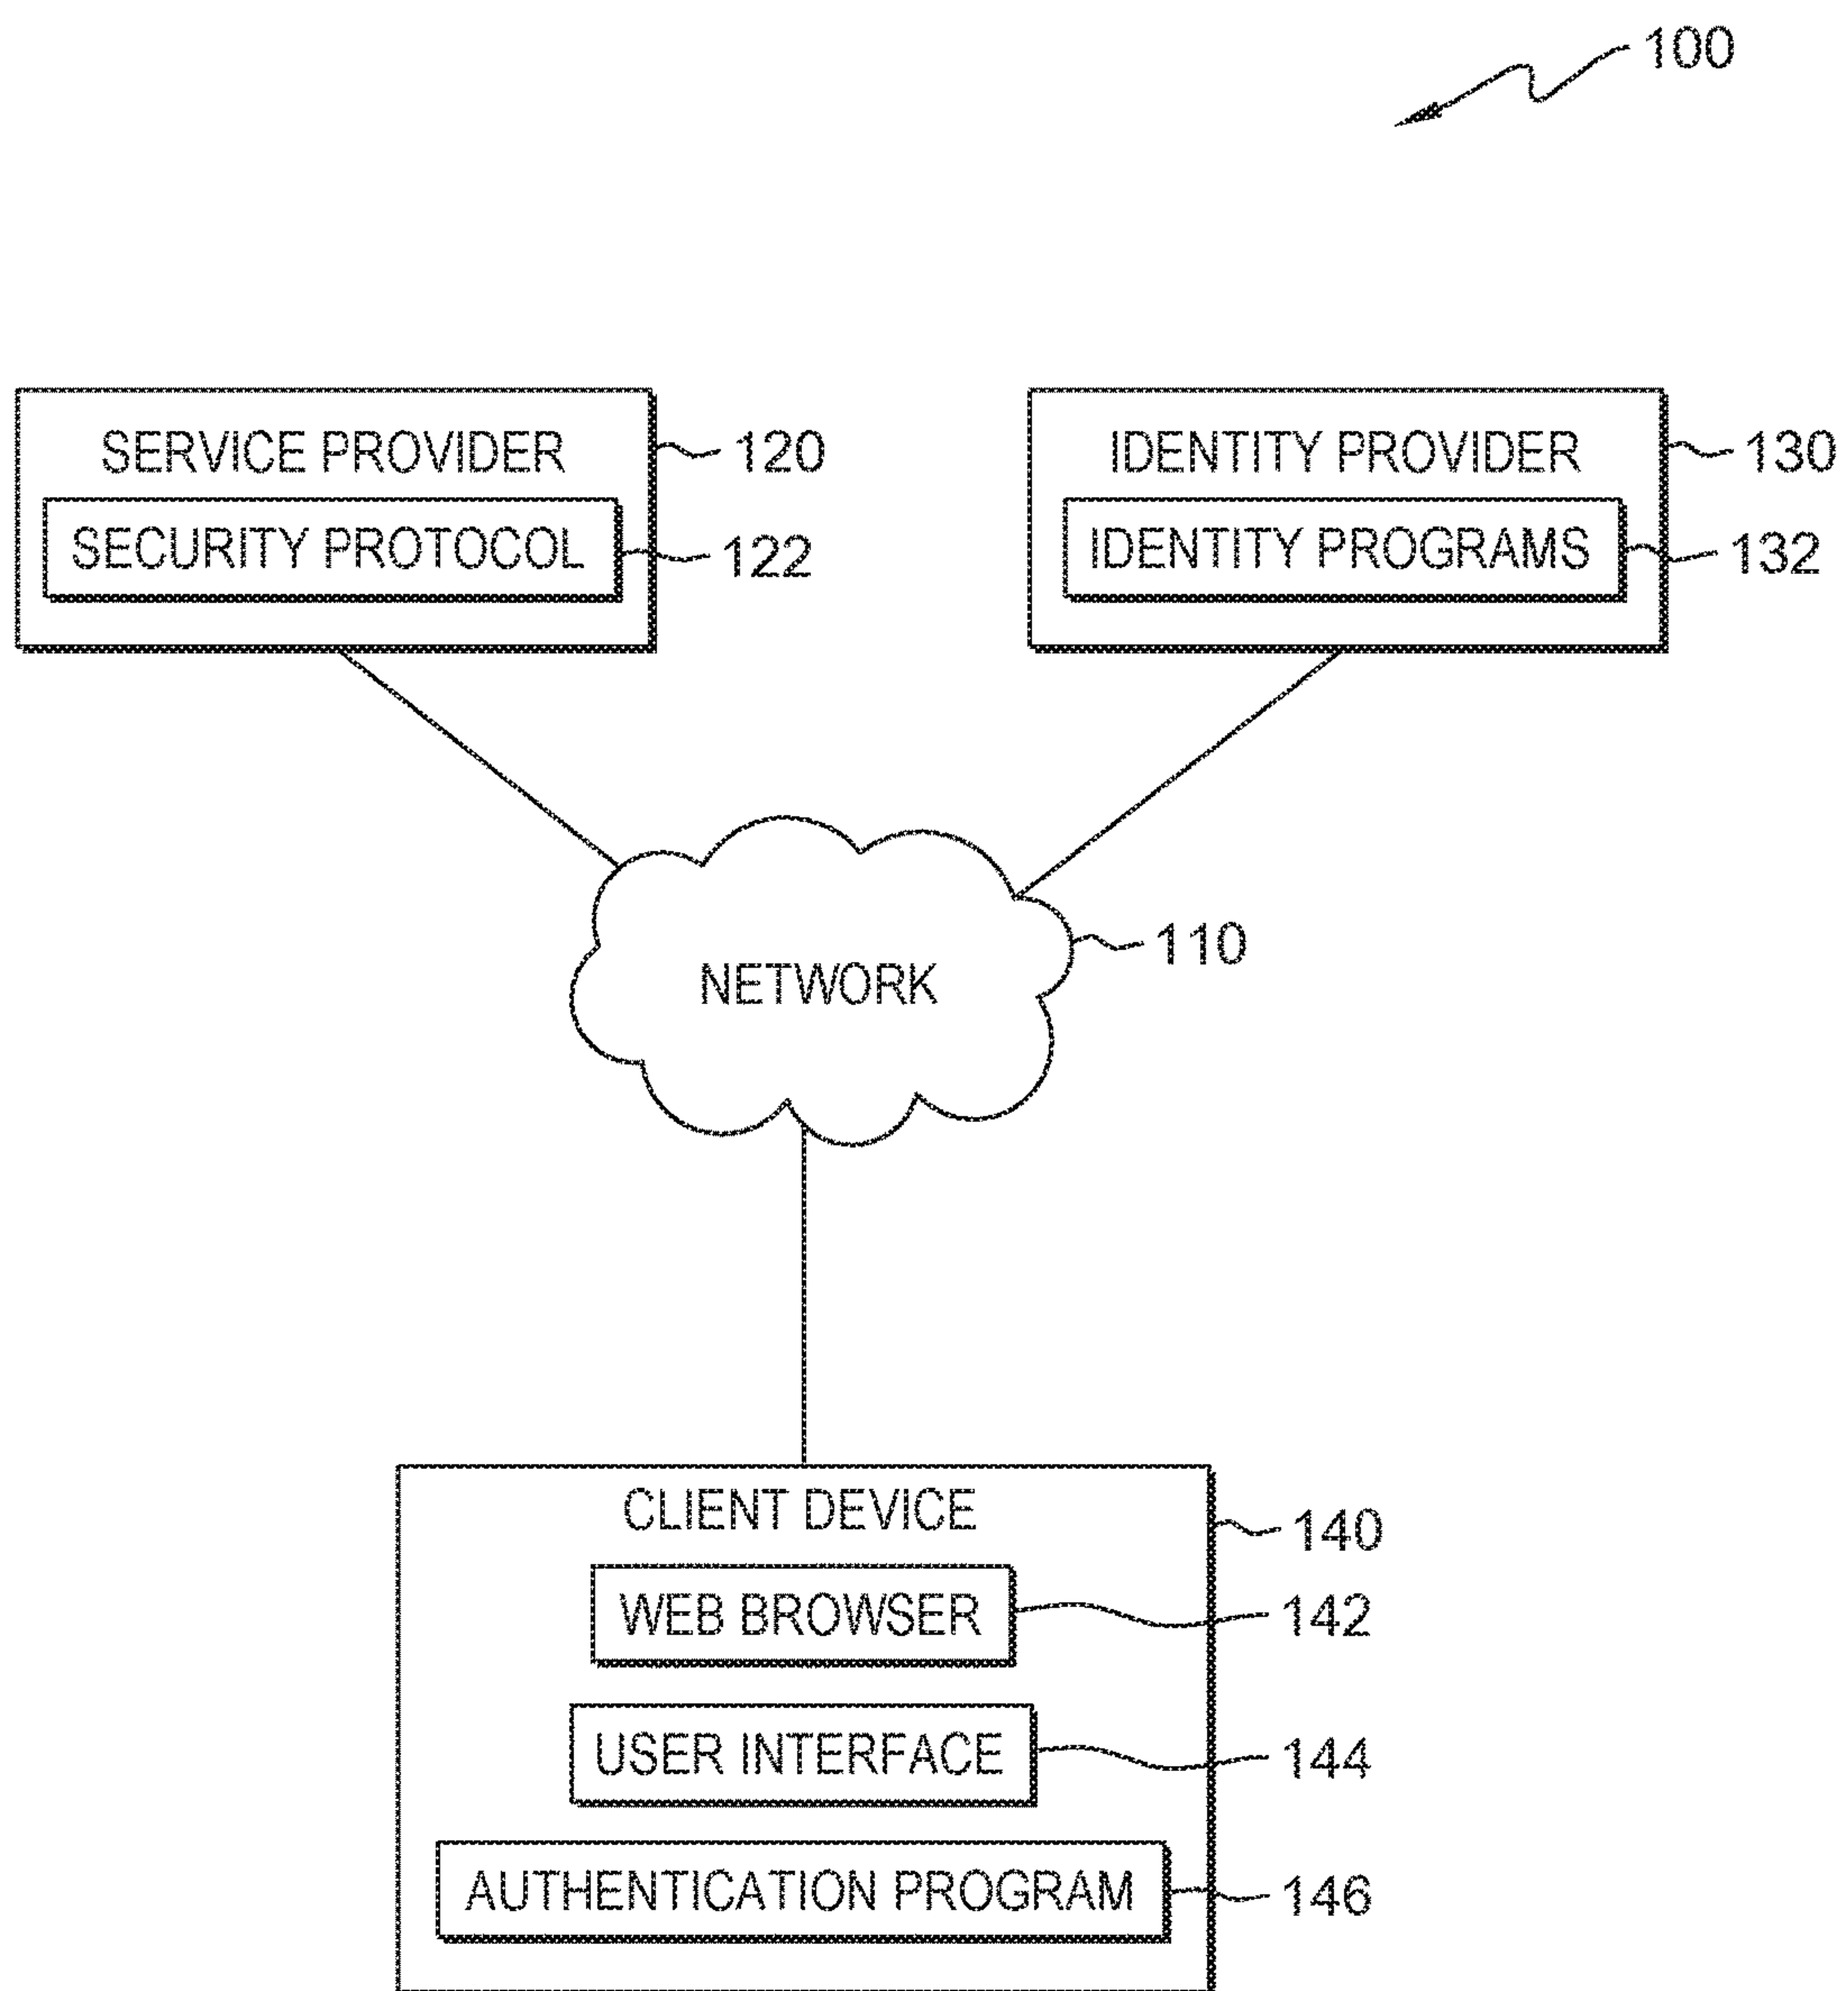 100
SERVICE PROVIDER
120
SECURITY PROTOCOL
122
IDENTITY PROVIDER
130
IDENTITY PROGRAMS
132
NETWORK
110
CLIENT DEVICE
140
WEB BROWSER
142
USER INTERFACE
144
AUTHENTICATION PROGRAM
146